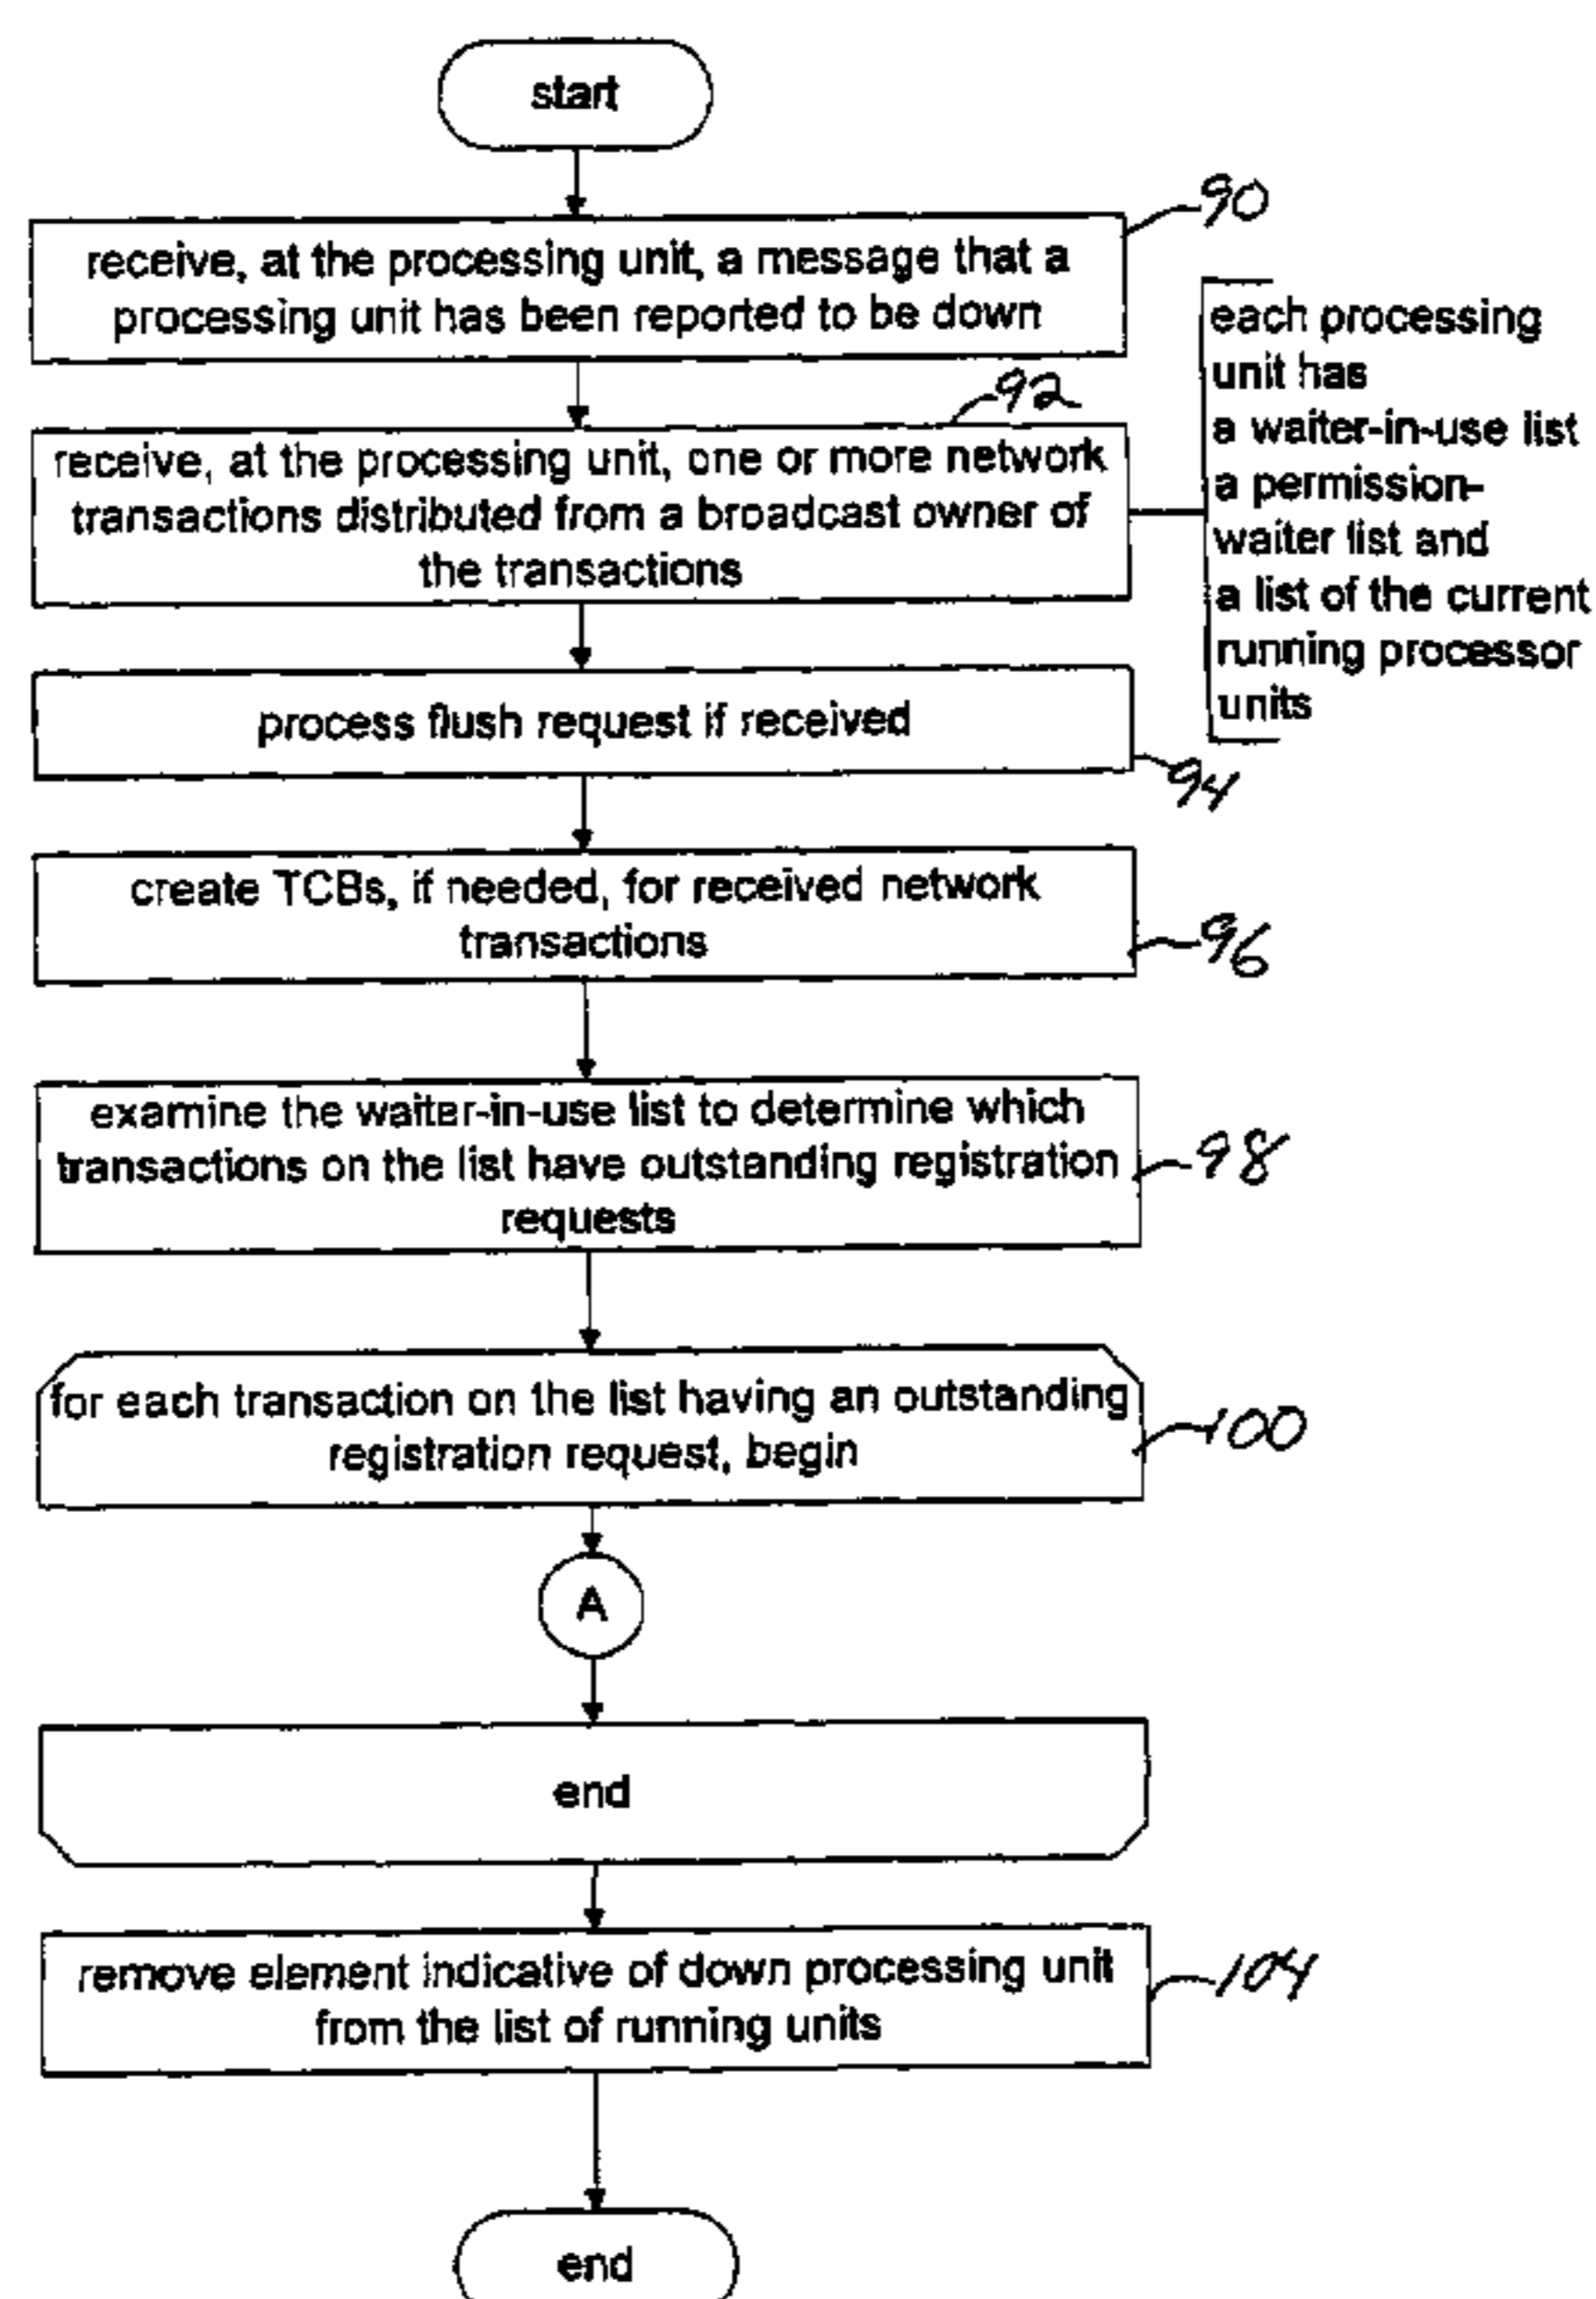 start
90
receive, at the processing unit, a message that a
processing unit has been reported to be down
each processing
unit has
a waiter-in-use list
a permission-
waiter list and
a list of the current
running processor
units
92
receive, at the processing unit, one or more network
transactions distributed from a broadcast owner of
the transactions
process flush request if received
94
create TCBs, if needed, for received network
transactions
96
examine the waiter-in-use list to determine which
transactions on the list have outstanding registration
requests
98
for each transaction on the list having an outstanding
registration request, begin
100
A
end
remove element indicative of down processing unit
from the list of running units
104
end